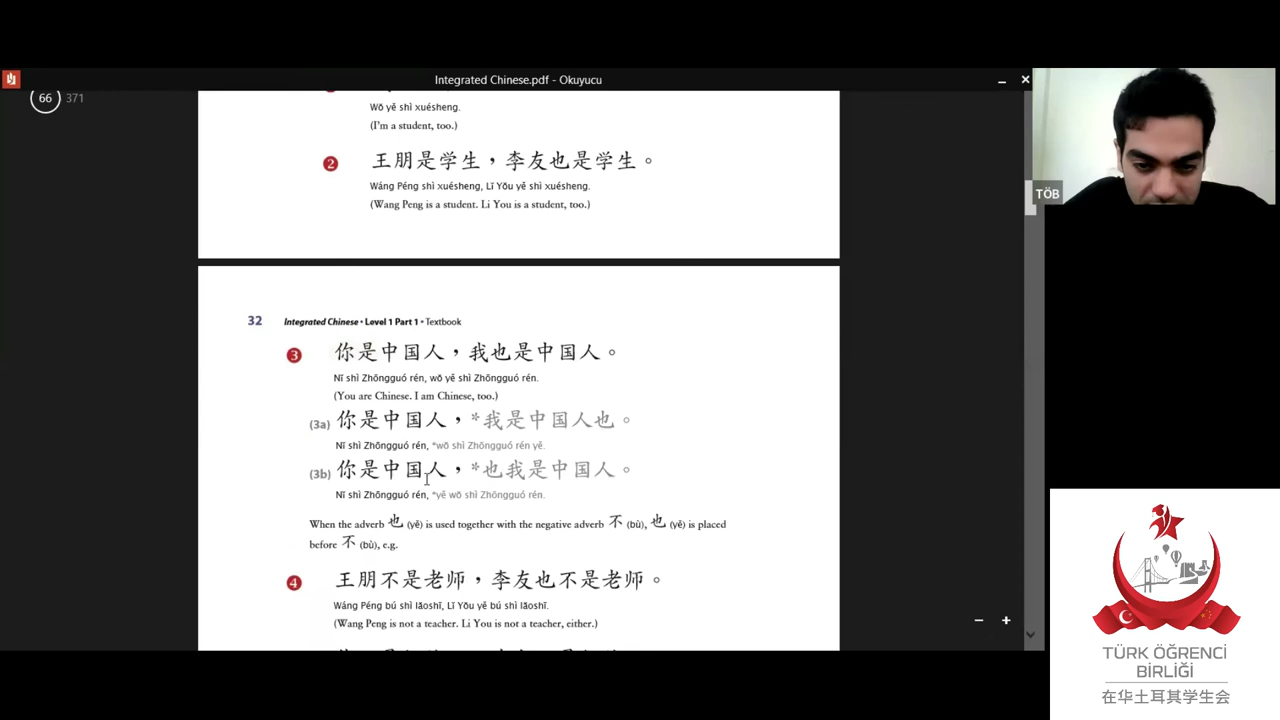 Integrated Chinese.pdf - Okuyucu
66 371
Wǒ yě shì xuésheng.
(I'm a student, too.)
2 王朋是学生，李友也是学生。
Wáng Péng shì xuésheng, Lǐ Yǒu yě shì xuésheng.
(Wang Peng is a student. Li You is a student, too.)
TÖB
32 Integrated Chinese • Level 1 Part 1 • Textbook
3 你是中国人，我也是中国人。
Nǐ shì Zhōngguó rén, wǒ yě shì Zhōngguó rén.
(You are Chinese. I am Chinese, too.)
(3a) 你是中国人，*我是中国人也。
Nǐ shì Zhōngguó rén, *wǒ shì Zhōngguó rén yě.
(3b) 你是中国人，*也我是中国人。
Nǐ shì Zhōngguó rén, *yě wǒ shì Zhōngguó rén.
When the adverb 也 (yě) is used together with the negative adverb 不 (bù), 也 (yě) is placed
before 不 (bù), e.g.
4 王朋不是老师，李友也不是老师。
Wáng Péng bú shì lǎoshī, Lǐ Yǒu yě bú shì lǎoshī.
(Wang Peng is not a teacher. Li You is not a teacher, either.)
TÜRK ÖĞRENCİ
BİRLİĞİ
在华土耳其学生会